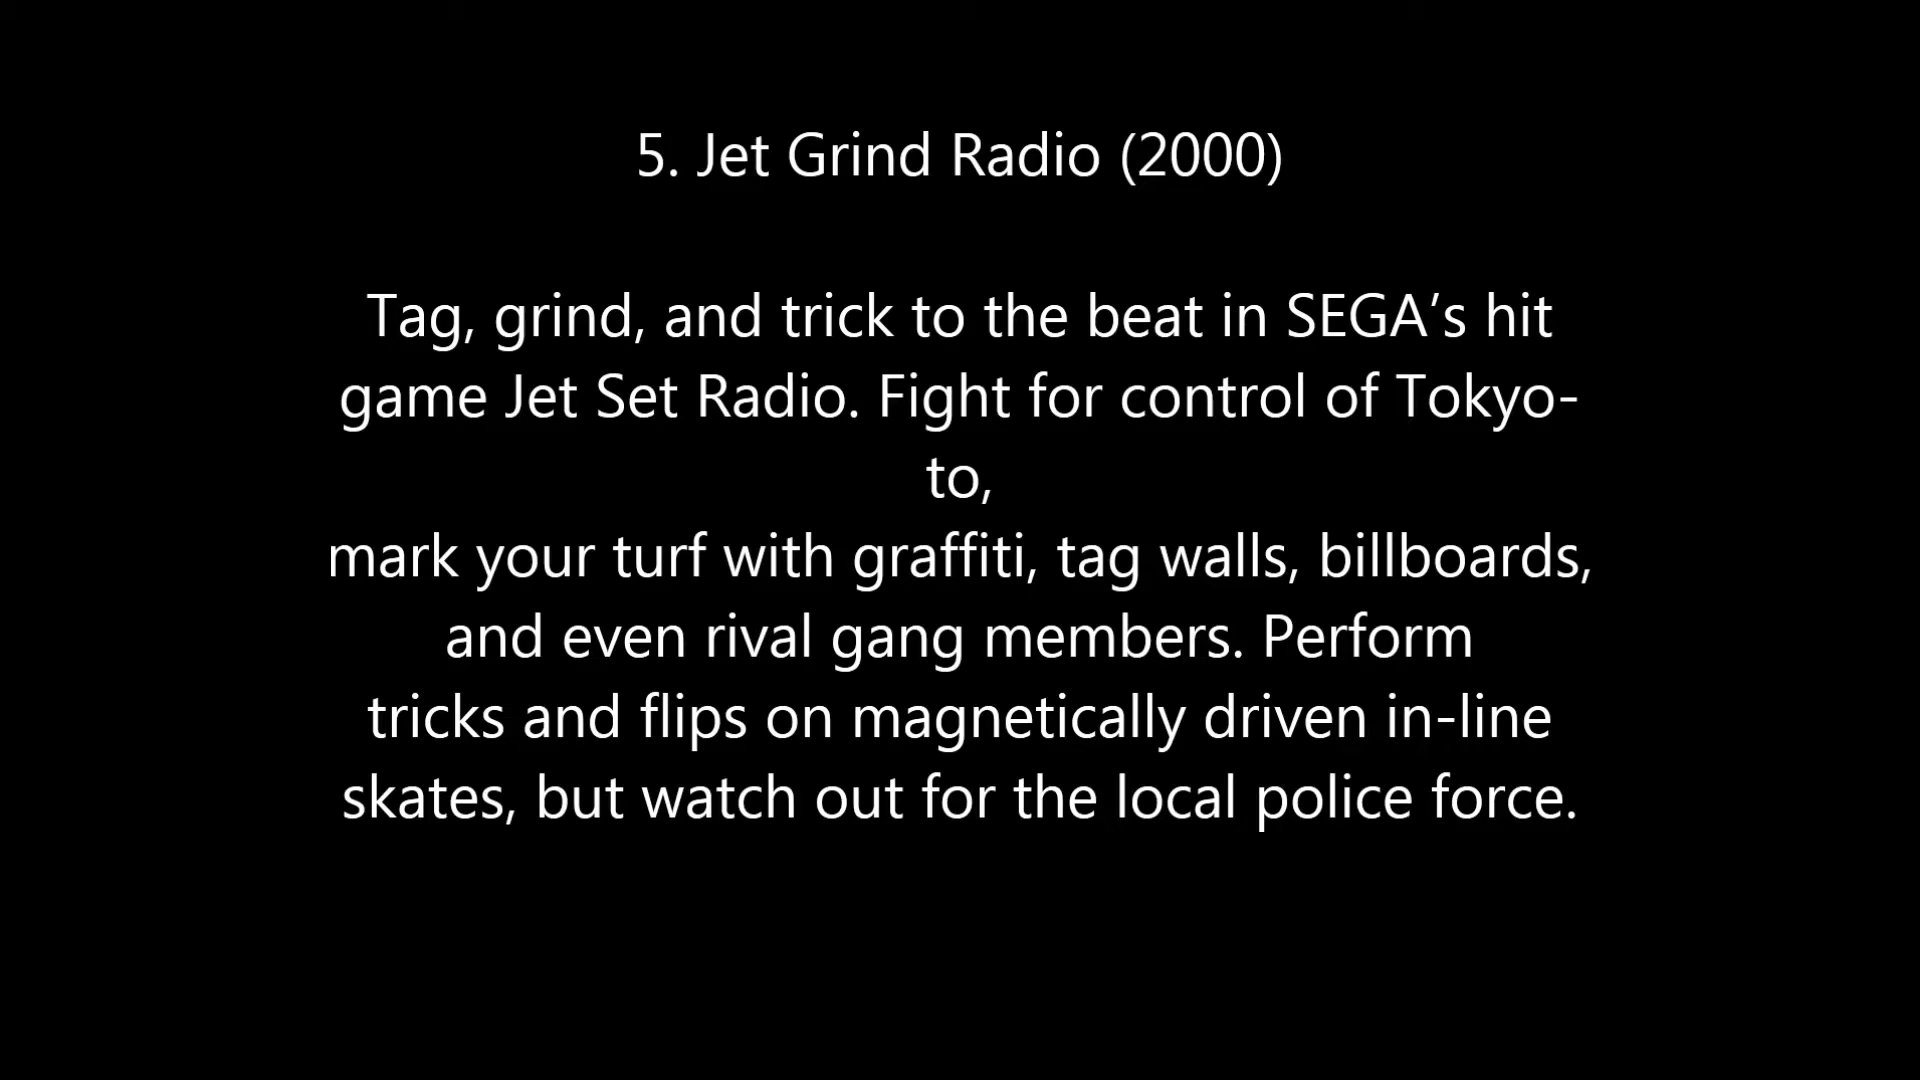 5. Jet Grind Radio (2000)
Tag, grind, and trick to the beat in SEGA’s hit
game Jet Set Radio. Fight for control of Tokyo-
to,
mark your turf with graffiti, tag walls, billboards,
and even rival gang members. Perform
tricks and flips on magnetically driven in-line
skates, but watch out for the local police force.